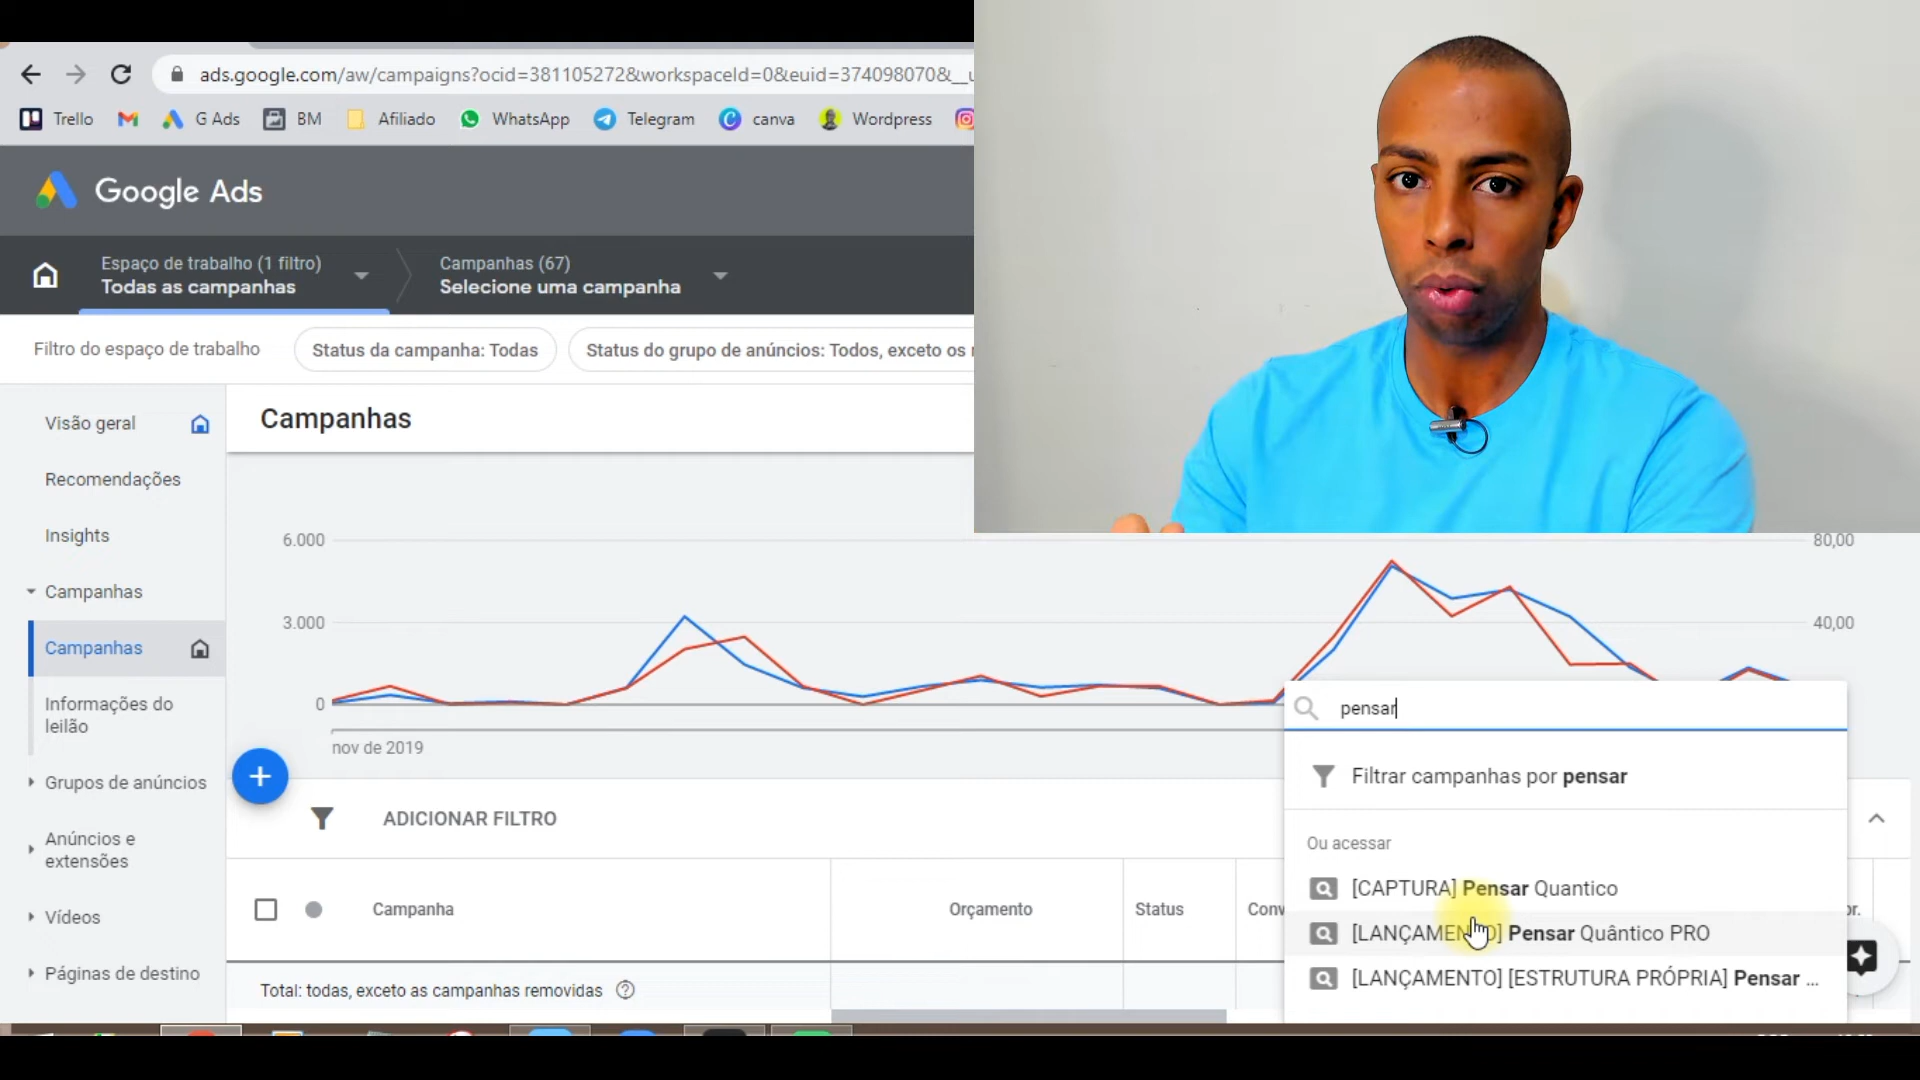 ads.google.com/aw/campaigns?ocid=381105272&workspaceId=0&euid=374098070&__u
Trello
G Ads
BM
Afiliado
WhatsApp
Telegram
canva
Wordpress
Google Ads
Espaço de trabalho (1 filtro)
Todas as campanhas
Campanhas (67)
Selecione uma campanha
Filtro do espaço de trabalho
Status da campanha: Todas
Status do grupo de anúncios: Todos, exceto os
Visão geral
Recomendações
Insights
Campanhas
Campanhas
Informações do
leilão
Grupos de anúncios
Anúncios e
extensões
Vídeos
Páginas de destino
Campanhas
6.000
3.000
0
80,00
40,00
nov de 2019
ADICIONAR FILTRO
Campanha
Orçamento
Status
Conv
Total: todas, exceto as campanhas removidas
pensar
Filtrar campanhas por pensar
Ou acessar
[CAPTURA] Pensar Quantico
[LANÇAMENTO] Pensar Quântico PRO
[LANÇAMENTO] [ESTRUTURA PRÓPRIA] Pensar ...